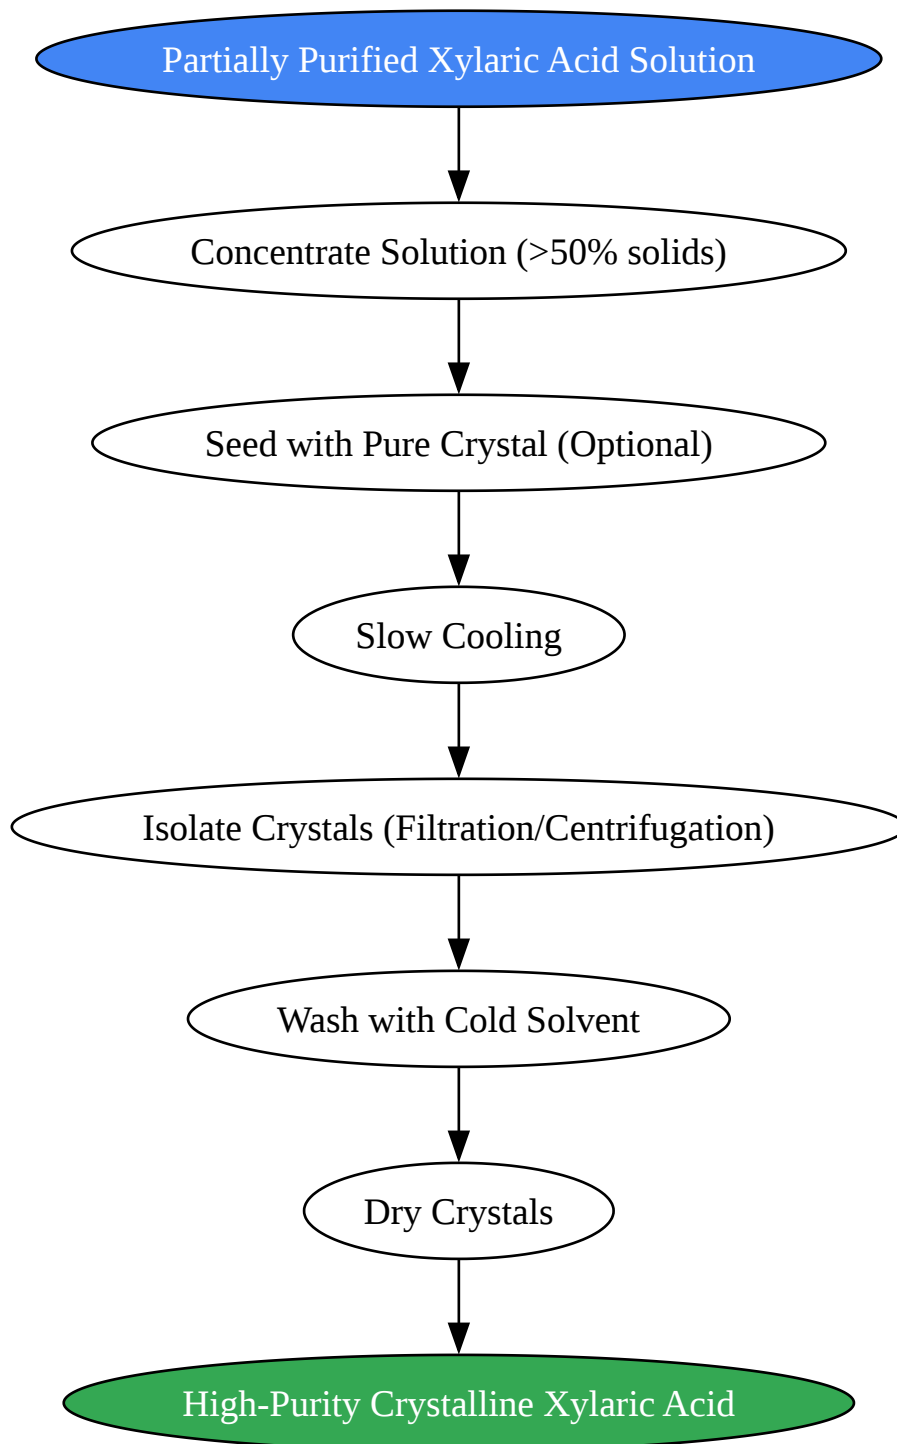 Partially Purified Xylaric Acid Solution
Concentrate Solution (>50% solids)
Seed with Pure Crystal (Optional)
Slow Cooling
Isolate Crystals (Filtration/Centrifugation)
Wash with Cold Solvent
Dry Crystals
High-Purity Crystalline Xylaric Acid